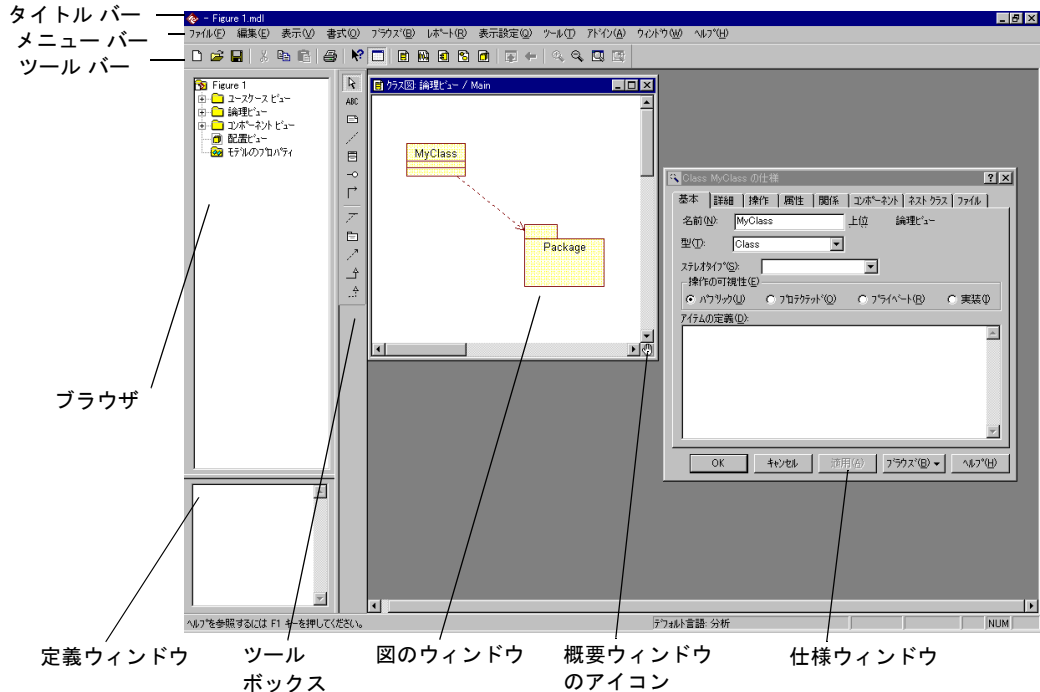 タイトル バー
メニュー バー
ツール バー
- Figure 1.mdl
ﾌｧｲﾙ(F) 編集(E) 表示(V) 書式(O) ﾌﾞﾗｳｽﾞ(B) ﾚﾎﾟｰﾄ(R) 表示設定(Q) ﾂｰﾙ(T) ｱﾄﾞｲﾝ(A) ｳｨﾝﾄﾞｳ(W) ﾍﾙﾌﾟ(H)
Figure 1
ﾕｰｽｹｰｽ ﾋﾞｭｰ
論理ﾋﾞｭｰ
ｺﾝﾎﾟｰﾈﾝﾄ ﾋﾞｭｰ
配置ﾋﾞｭｰ
ﾓﾃﾞﾙのﾌﾟﾛﾊﾟﾃｨ
ABC
ｸﾗｽ図: 論理ﾋﾞｭｰ / Main
MyClass
Package
Class MyClass の仕様
基本 詳細 操作 属性 関係 ｺﾝﾎﾟｰﾈﾝﾄ ﾈｽﾄ ｸﾗｽ ﾌｧｲﾙ
名前(N): MyClass 上位 論理ﾋﾞｭｰ
型(T): Class
ｽﾃﾚｵﾀｲﾌﾟ(S):
操作の可視性(E)
ﾊﾟﾌﾞﾘｯｸ(U) ﾌﾟﾛﾃｸﾃｯﾄﾞ(O) ﾌﾟﾗｲﾍﾞｰﾄ(R) 実装(I)
ｱｲﾃﾑの定義(D):
OK ｷｬﾝｾﾙ 適用(A) ﾌﾞﾗｳｽﾞ(B) ﾍﾙﾌﾟ(H)
ブラウザ
ﾍﾙﾌﾟを参照するには F1 ｷｰを押してください。
ﾃﾞﾌｫﾙﾄ言語: 分析
NUM
定義ウィンドウ
ツール
ボックス
図のウィンドウ
概要ウィンドウ
のアイコン
仕様ウィンドウ